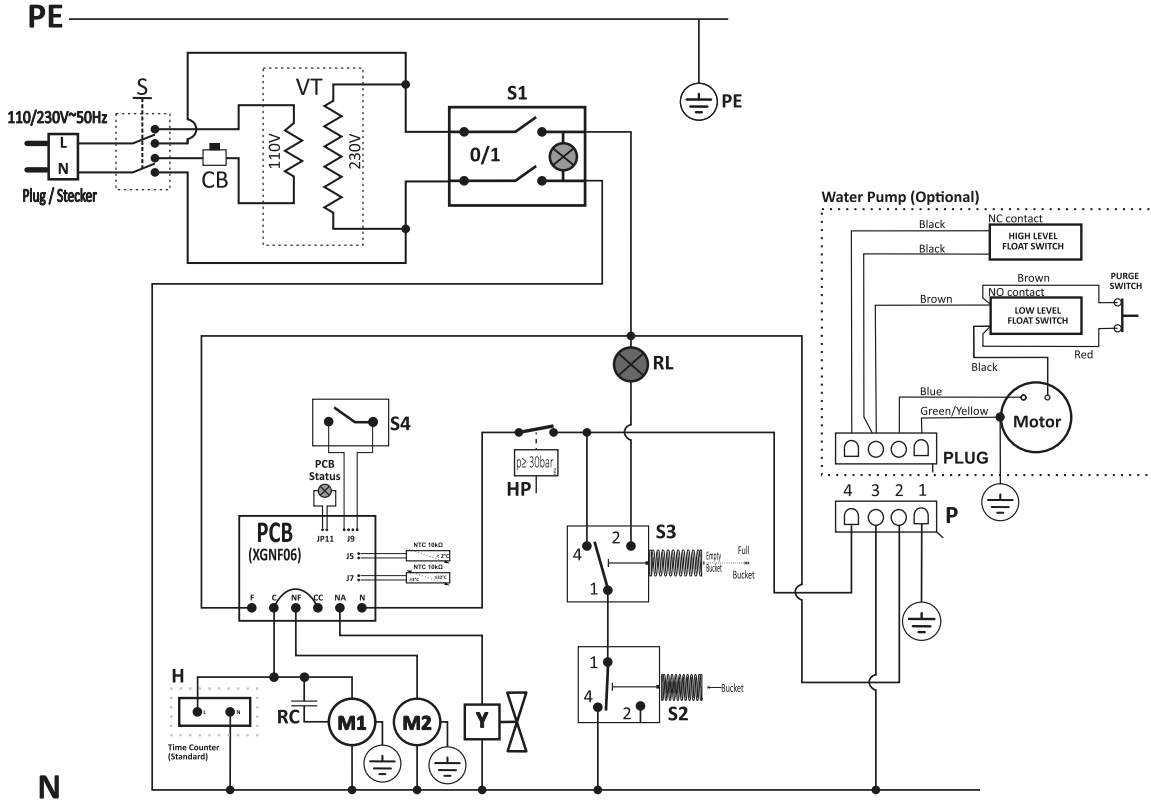 PE
PE
S
VT
S1
110/230V~50Hz
L
N
Plug / Stecker
CB
110V
230V
0/1
Water Pump (Optional)
Black
NC contact
HIGH LEVEL
FLOAT SWITCH
Black
Brown
PURGE
SWITCH
Brown
NO contact
LOW LEVEL
FLOAT SWITCH
Red
Black
Blue
Green/Yellow
Motor
PLUG
4 3 2 1
P
RL
S4
PCB
Status
p≥ 30bar
HP
PCB
(XGNF06)
JP11
J9
J5
NTC 10kΩ
< 2°C
J7
NTC 10kΩ
F C NF CC NA N
S3
4
2
1
Empty
Bucket
Full
Bucket
1
4
2
S2
Bucket
H
L
N
Time Counter
(Standard)
RC
M1
M2
Y
N